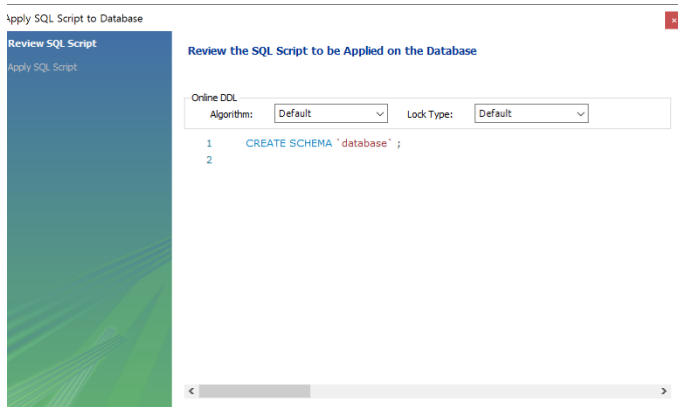 Apply SQL Script to Database
Review SQL Script
Apply SQL Script
Review the SQL Script to be Applied on the Database
Online DDL
Algorithm: Default Lock Type: Default
1 CREATE SCHEMA `database` ;
2